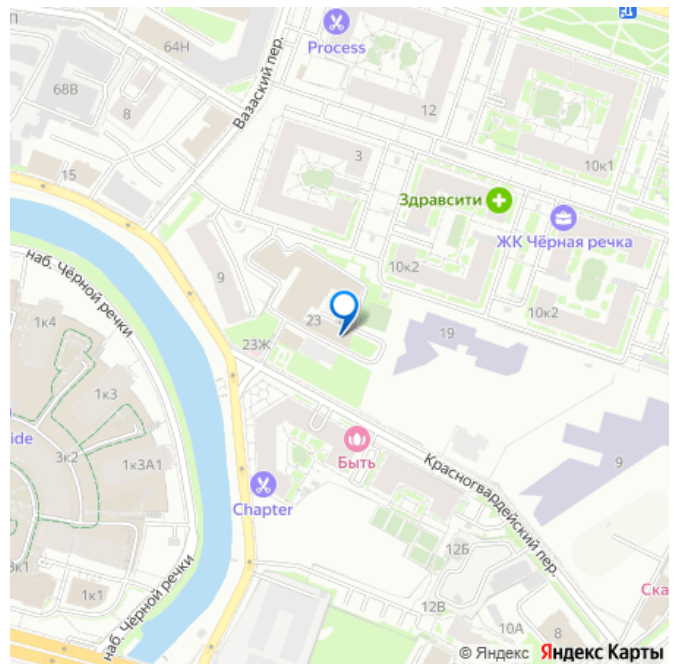 П
64Н
Process
Вазаский пер.
68В
8
12
3
10к1
15
Здравсити
ЖК Чёрная речка
наб. Чёрной речки
9
10к2
10к2
1к4
23
19
23Ж
1к3
ide
3к2
1к3А1
Быть
Красногвардейский пер.
9
Chapter
12Б
к1
1к1
наб. Чёрной речки
12В
10А
8
Ска
© Яндекс Яндекс Карты